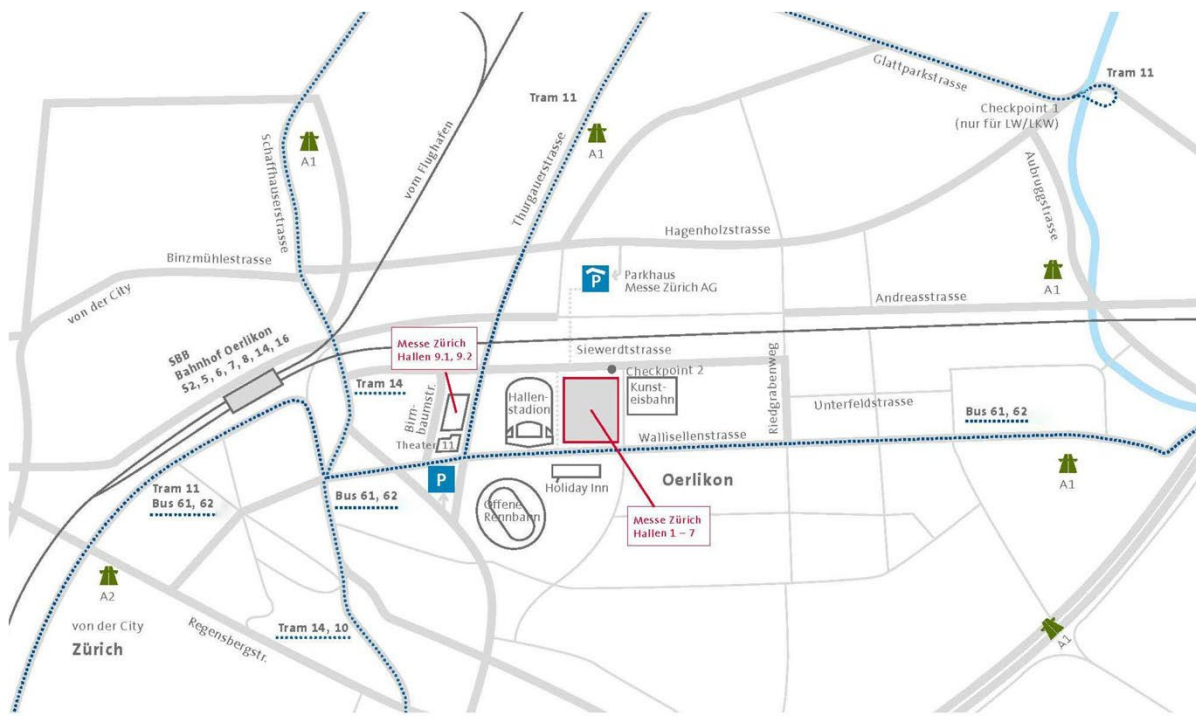 Glattparkstrasse
Tram 11
Tram 11
Checkpoint 1
(nur für LW/LKW)
A1
A1
Schaffhauserstrasse
vom Flughafen
Thurgauerstrasse
Aubruggstrasse
Hagenholzstrasse
Binzmühlestrasse
Parkhaus
Messe Zürich AG
P
A1
von der City
Andreasstrasse
SBB
Bahnhof Oerlikon
S2, 5, 6, 7, 8, 14, 16
Messe Zürich
Hallen 9.1, 9.2
Siewerdtstrasse
Checkpoint 2
Tram 14
Birn-
baumstr.
Hallen-
stadion
Kunst-
eisbahn
Riedgrabenweg
Unterfeldstrasse
Bus 61, 62
Theater 11
Wallisellenstrasse
P
A1
Tram 11
Bus 61, 62
Bus 61, 62
Offene
Rennbahn
Holiday Inn
Oerlikon
Messe Zürich
Hallen 1 – 7
A2
von der City
Zürich
Regensbergstr.
Tram 14, 10
A1